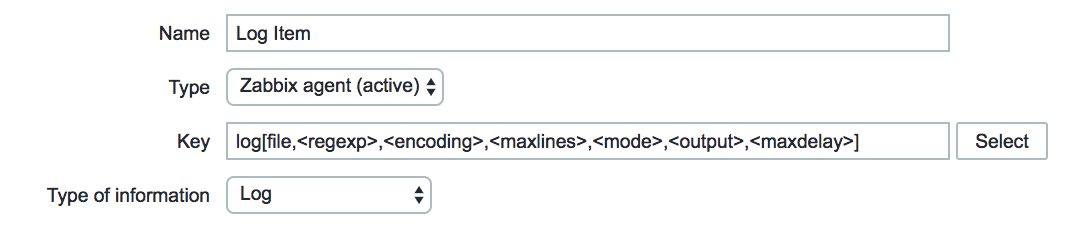 Name Log Item
Type Zabbix agent (active)
Key log[file,<regexp>,<encoding>,<maxlines>,<mode>,<output>,<maxdelay>] Select
Type of information Log